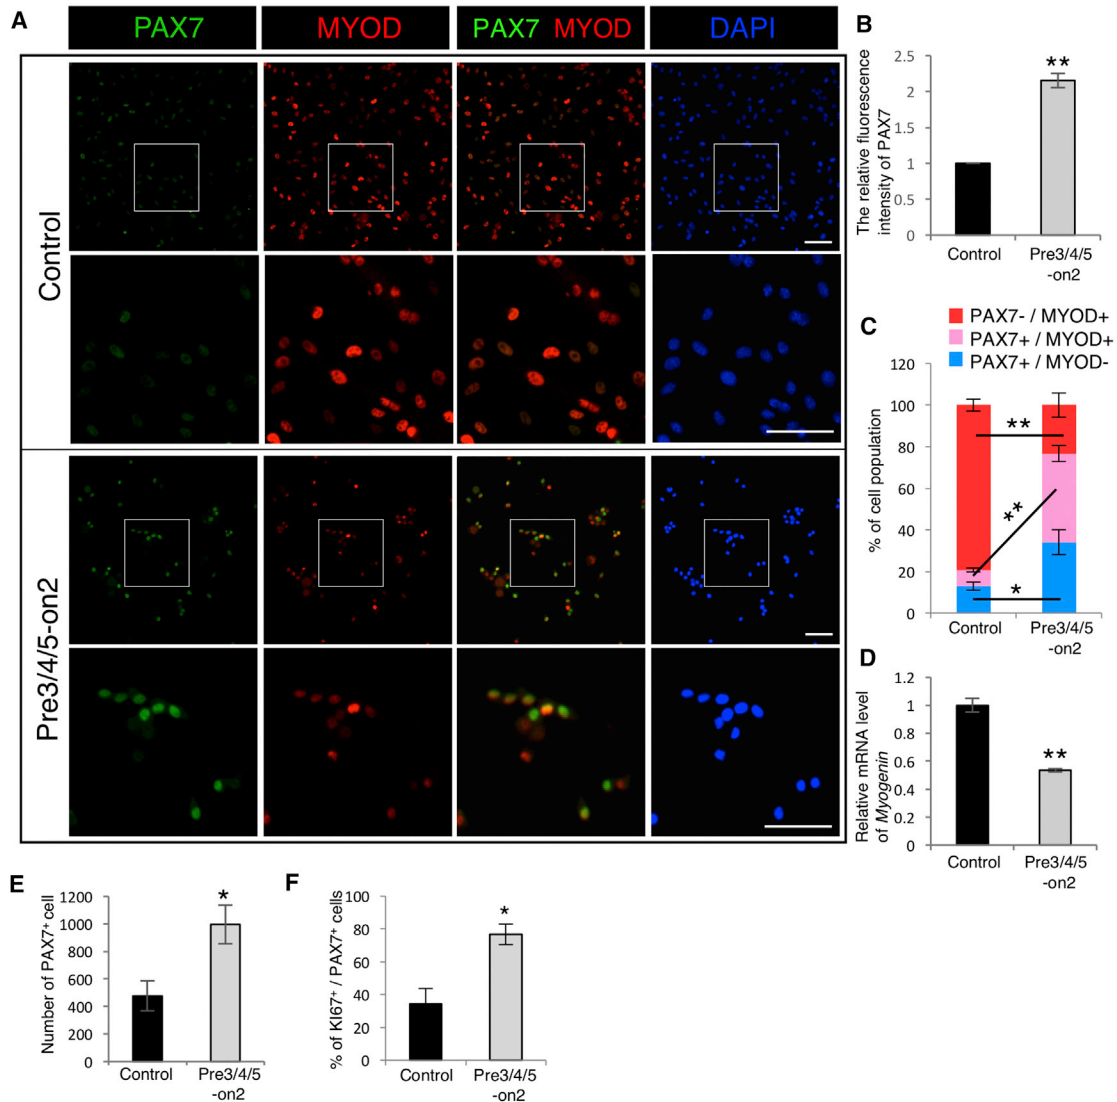 A
PAX7
MYOD
PAX7 MYOD
DAPI
Control
Pre3/4/5-on2
B
The relative fluorescence
intensity of PAX7
2.5
2
1.5
1
0.5
0
**
Control
Pre3/4/5
-on2
C
PAX7- / MYOD+
PAX7+ / MYOD+
PAX7+ / MYOD-
% of cell population
120
100
80
60
40
20
0
**
**
*
Control
Pre3/4/5
-on2
D
Relative mRNA level
of Myogenin
1.2
1
0.8
0.6
0.4
0.2
0
**
Control
Pre3/4/5
-on2
E
Number of PAX7⁺ cell
1200
1000
800
600
400
200
0
*
Control
Pre3/4/5
-on2
F
% of KI67⁺ / PAX7⁺ cells
100
80
60
40
20
0
*
Control
Pre3/4/5
-on2